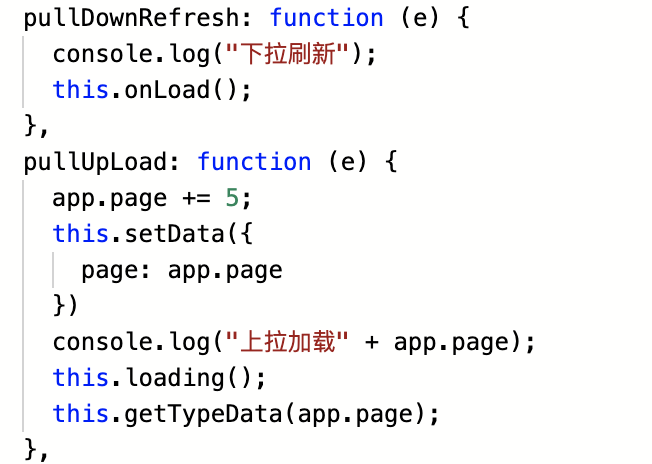 pullDownRefresh: function (e) {
  console.log("下拉刷新");
  this.onLoad();
},
pullUpLoad: function (e) {
  app.page += 5;
  this.setData({
    page: app.page
  })
  console.log("上拉加载" + app.page);
  this.loading();
  this.getTypeData(app.page);
},